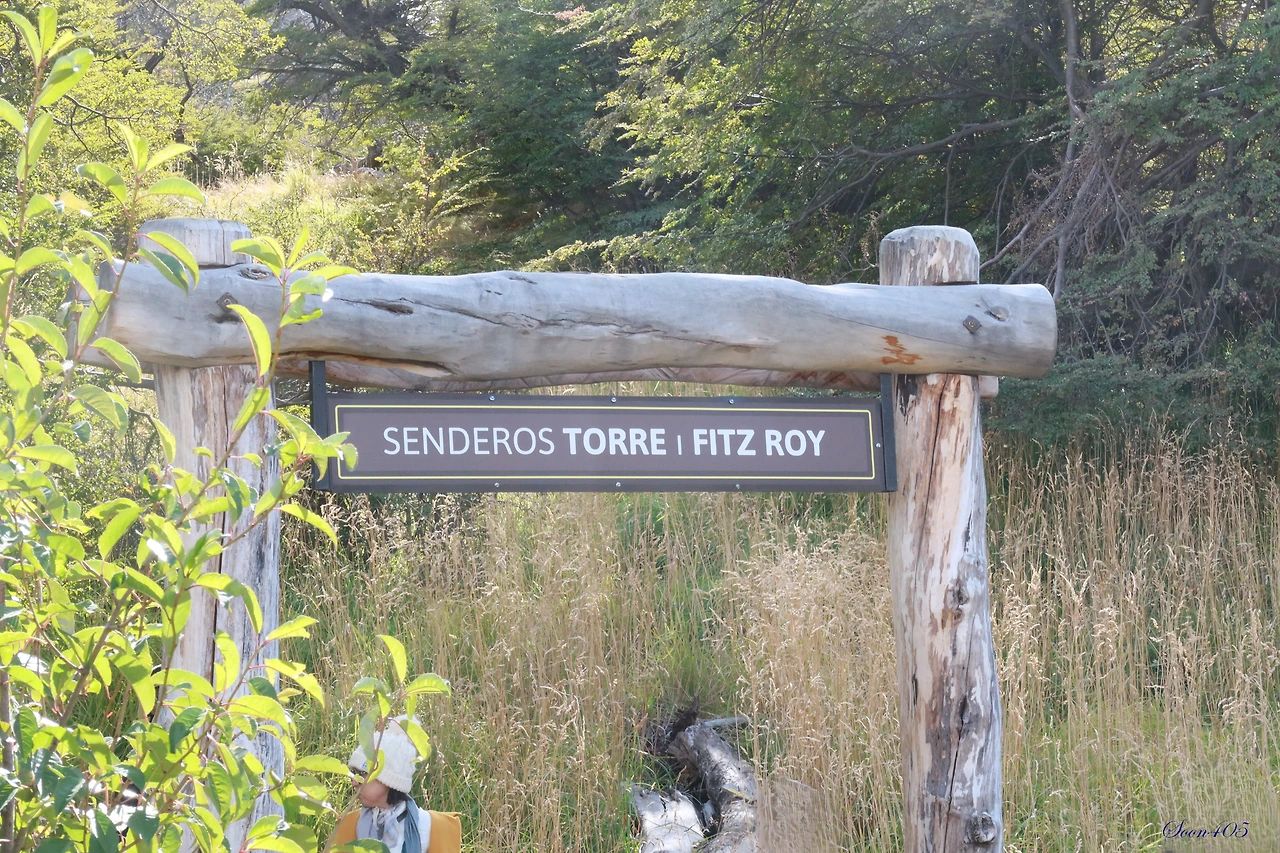 SENDEROS TORRE | FITZ ROY
Soon405